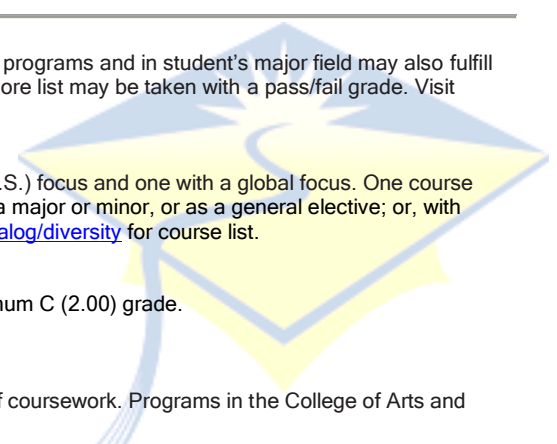 programs and in student's major field may also fulfill
ore list may be taken with a pass/fail grade. Visit
.S.) focus and one with a global focus. One course
a major or minor, or as a general elective; or, with
alog/diversity for course list.
num C (2.00) grade.
f coursework. Programs in the College of Arts and